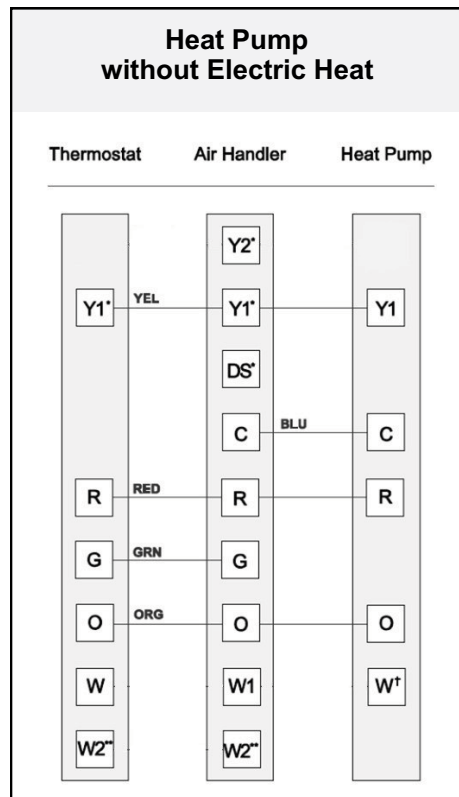 Heat Pump
without Electric Heat
Thermostat Air Handler Heat Pump
Y2*
Y1* YEL Y1* Y1
DS*
C BLU C
R RED R R
G GRN G
O ORG O O
W W1 W†
W2** W2**